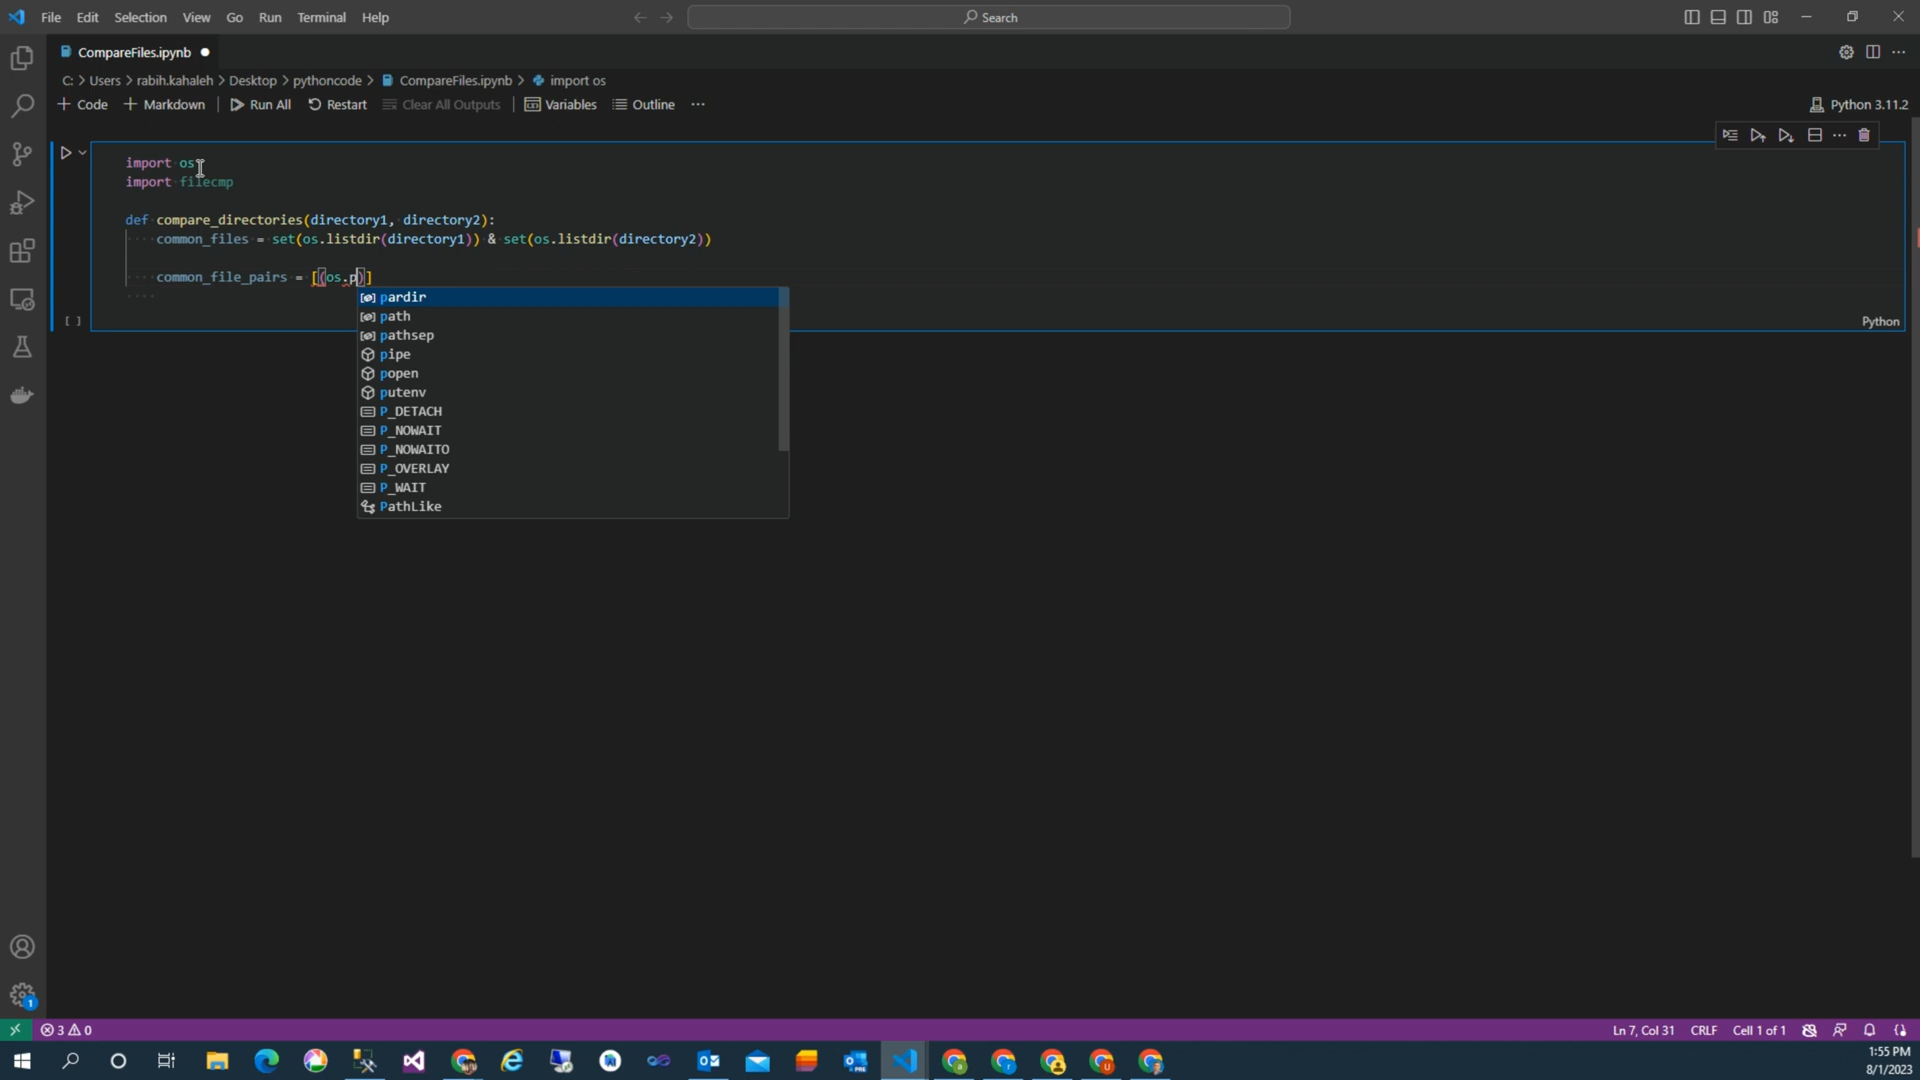 File Edit Selection View Go Run Terminal Help
Search
CompareFiles.ipynb
C: > Users > rabih.kahaleh > Desktop > pythoncode > CompareFiles.ipynb > import os
Code Markdown Run All Restart Clear All Outputs Variables Outline ...
Python 3.11.2
import os
import filecmp
def compare_directories(directory1, directory2):
common_files = set(os.listdir(directory1)) & set(os.listdir(directory2))
common_file_pairs = [(os.p)]
pardir
path
pathsep
pipe
popen
putenv
P_DETACH
P_NOWAIT
P_NOWAITO
P_OVERLAY
P_WAIT
PathLike
[ ]
Python
1
3 0
Ln 7, Col 31 CRLF Cell 1 of 1
1:55 PM
8/1/2023